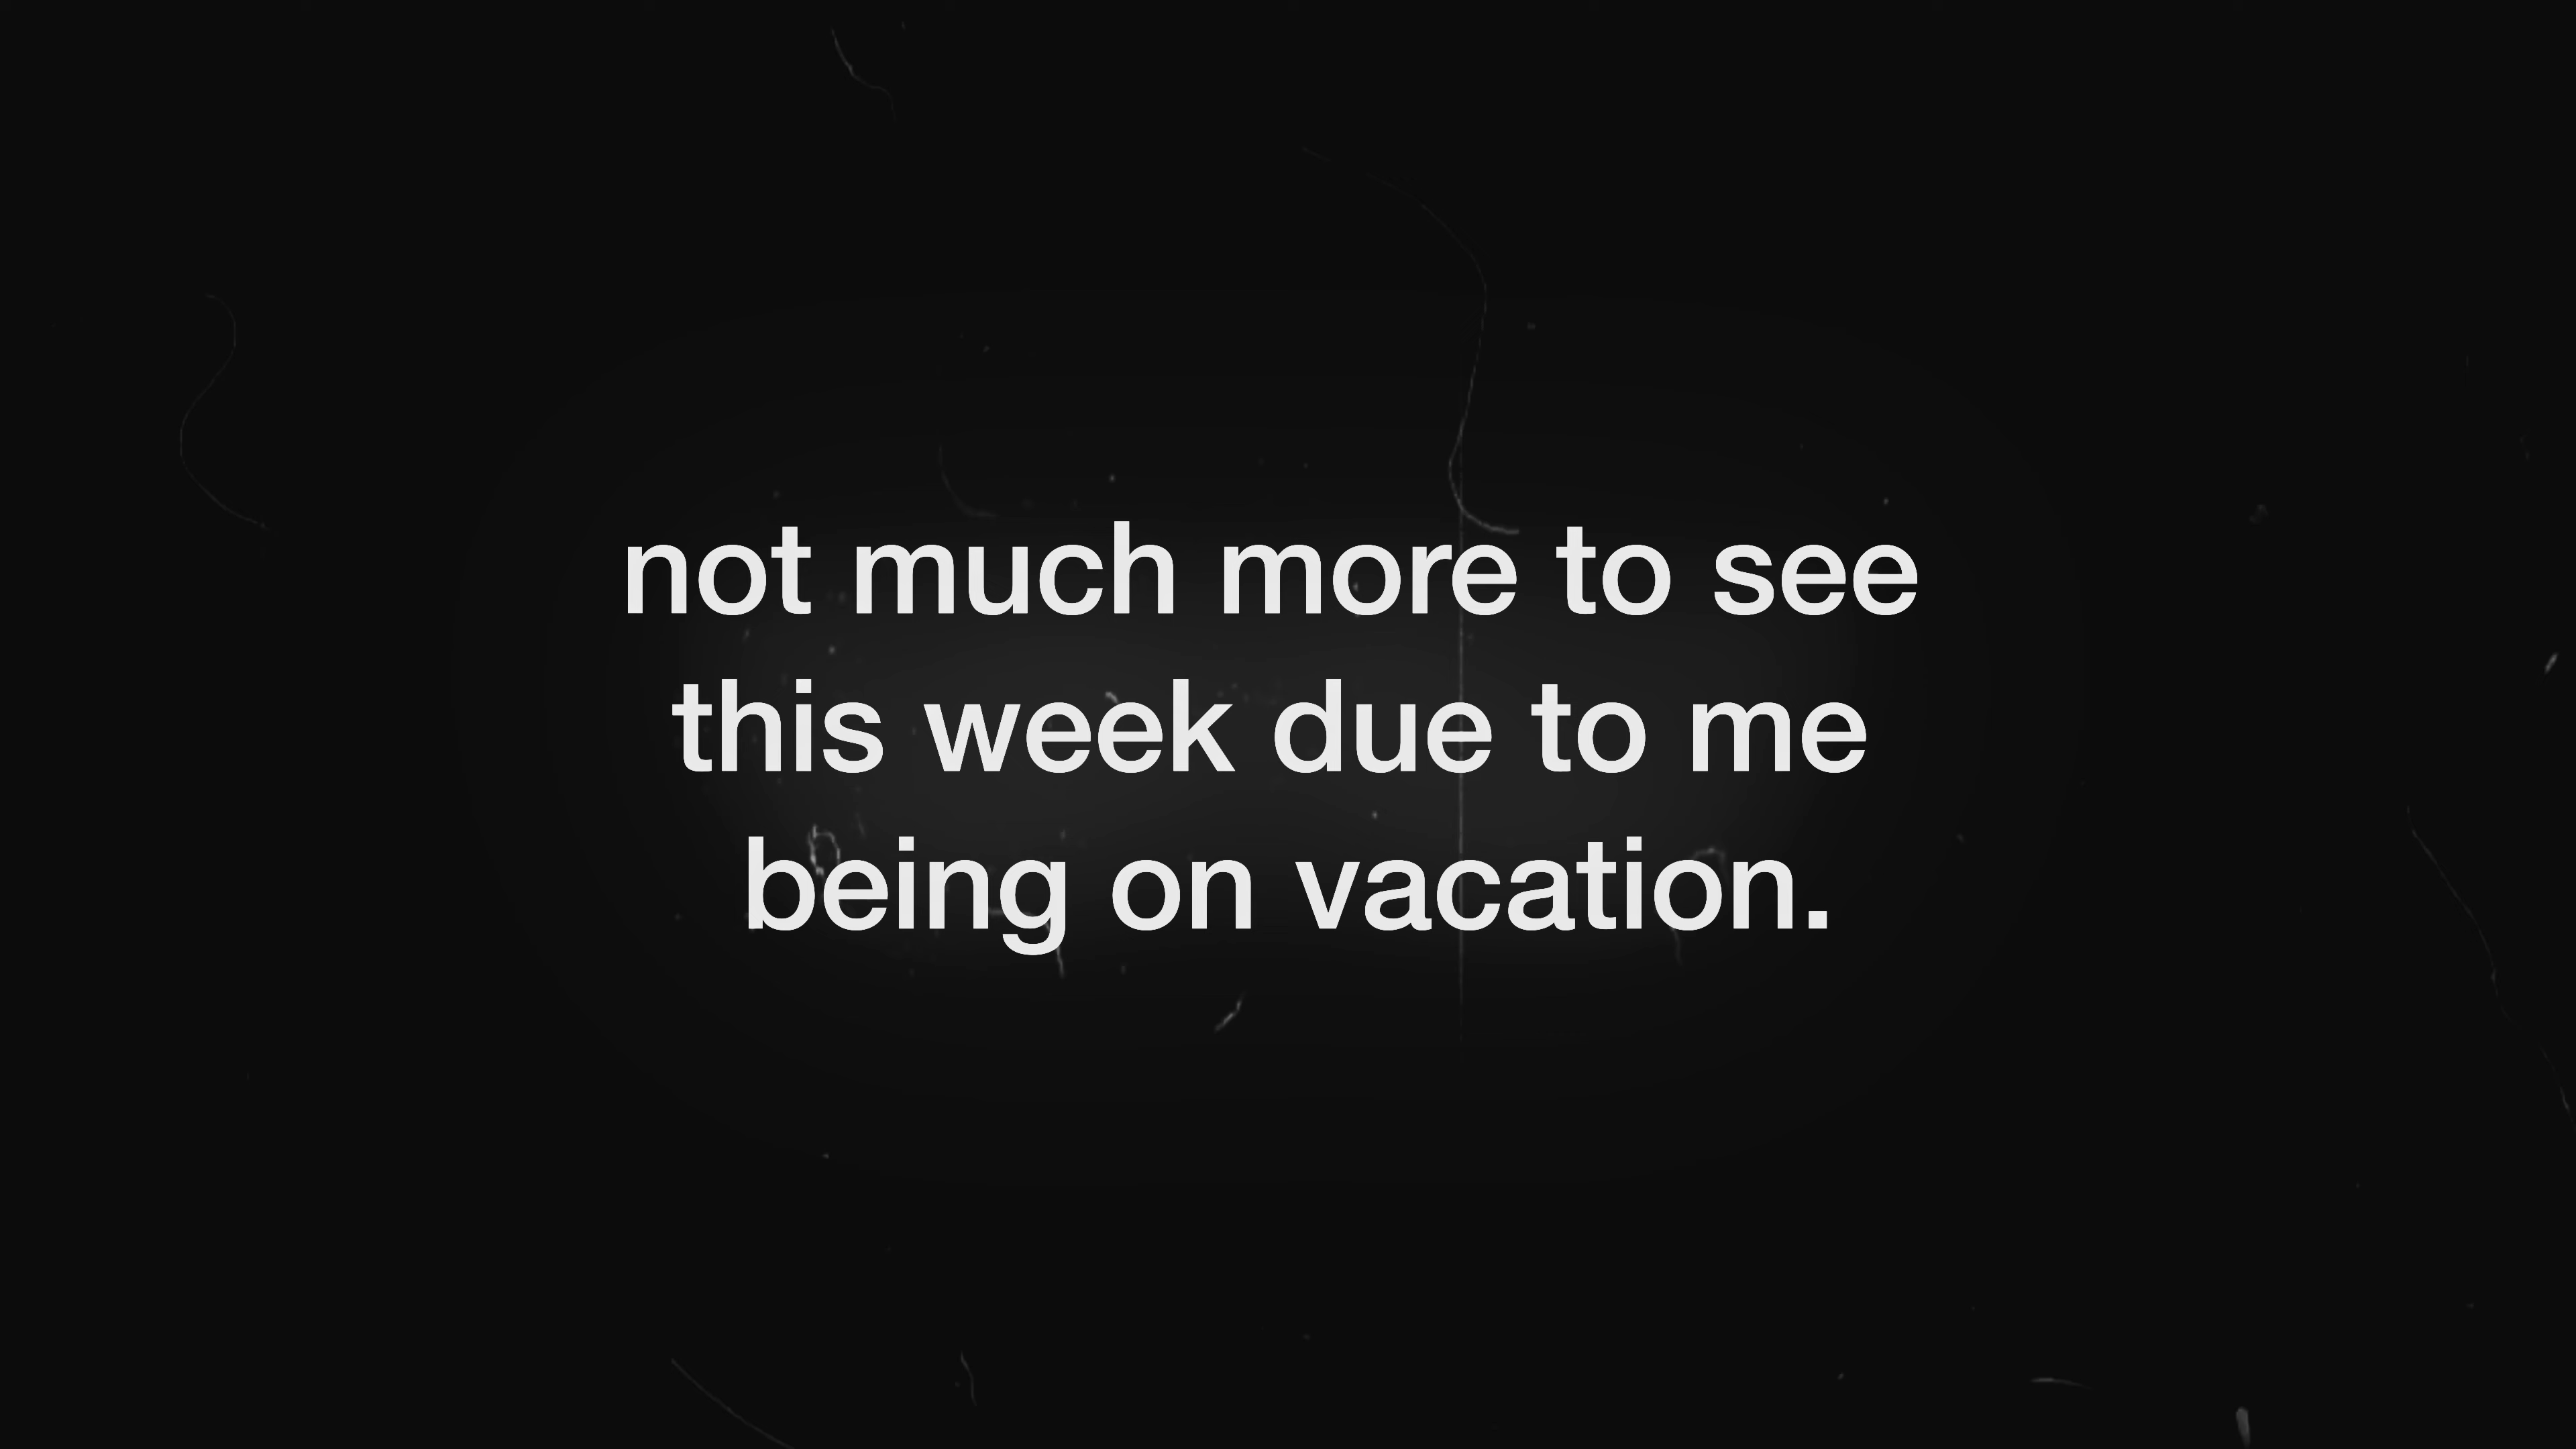 not much more to see
this week due to me
being on vacation.